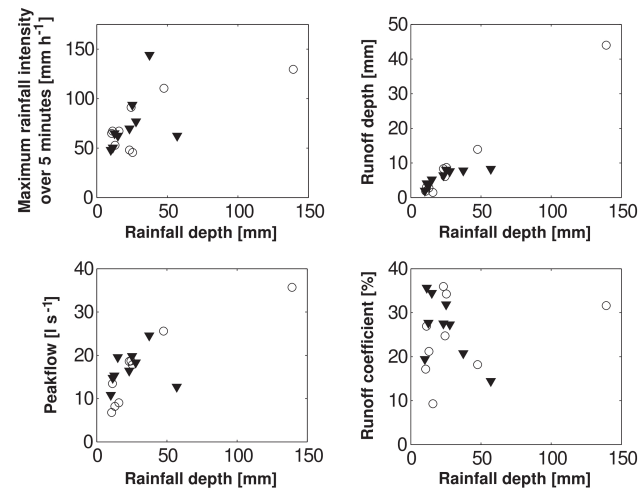 Maximum rainfall intensity
over 5 minutes [mm h⁻¹]
150
100
50
0
0 50 100 150
Rainfall depth [mm]
Runoff depth [mm]
50
40
30
20
10
0
0 50 100 150
Rainfall depth [mm]
Peakflow [l s⁻¹]
40
30
20
10
0
0 50 100 150
Rainfall depth [mm]
Runoff coefficient [%]
40
30
20
10
0
0 50 100 150
Rainfall depth [mm]